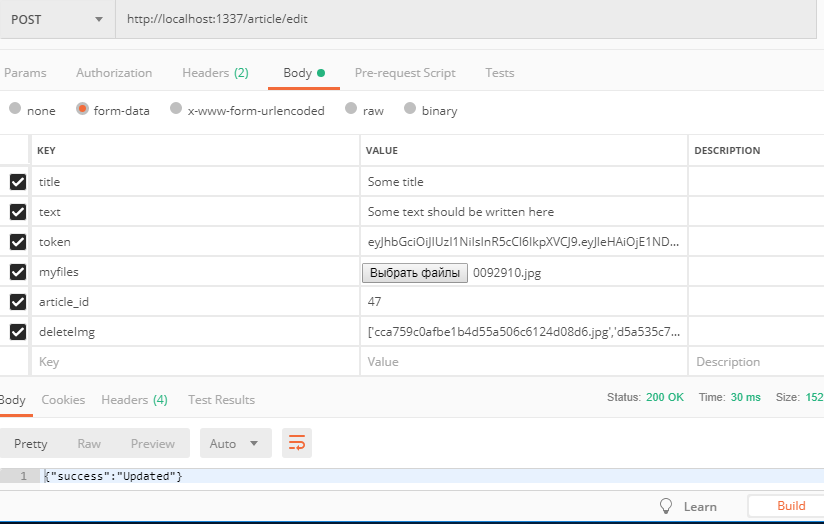 POST http://localhost:1337/article/edit
Params Authorization Headers (2) Body Pre-request Script Tests
none form-data x-www-form-urlencoded raw binary
KEY VALUE DESCRIPTION
title Some title
text Some text should be written here
token eyJhbGciOiJIUzI1NiIsInR5cCI6IkpXVCJ9.eyJleHAiOjE1ND...
myfiles Выбрать файлы 0092910.jpg
article_id 47
deleteImg ['cca759c0afbe1b4d55a506c6124d08d6.jpg','d5a535c7...
Key Value Description
Body Cookies Headers (4) Test Results Status: 200 OK Time: 30 ms Size: 152
Pretty Raw Preview Auto
1 {"success":"Updated"}
Learn Build